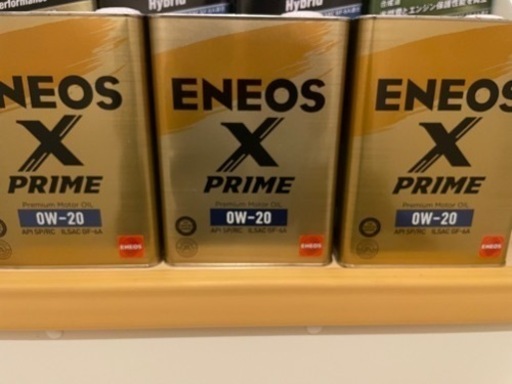 Performance
Hybrid
Hybrid
ENEOS
X
PRIME
Premium Motor OIL
0W-20
API SP/RC ILSAC GF-6A
ENEOS
ENEOS
X
PRIME
Premium Motor OIL
0W-20
API SP/RC ILSAC GF-6A
ENEOS
ENEOS
X
PRIME
Premium Motor OIL
0W-20
API SP/RC ILSAC GF-6A
ENEOS